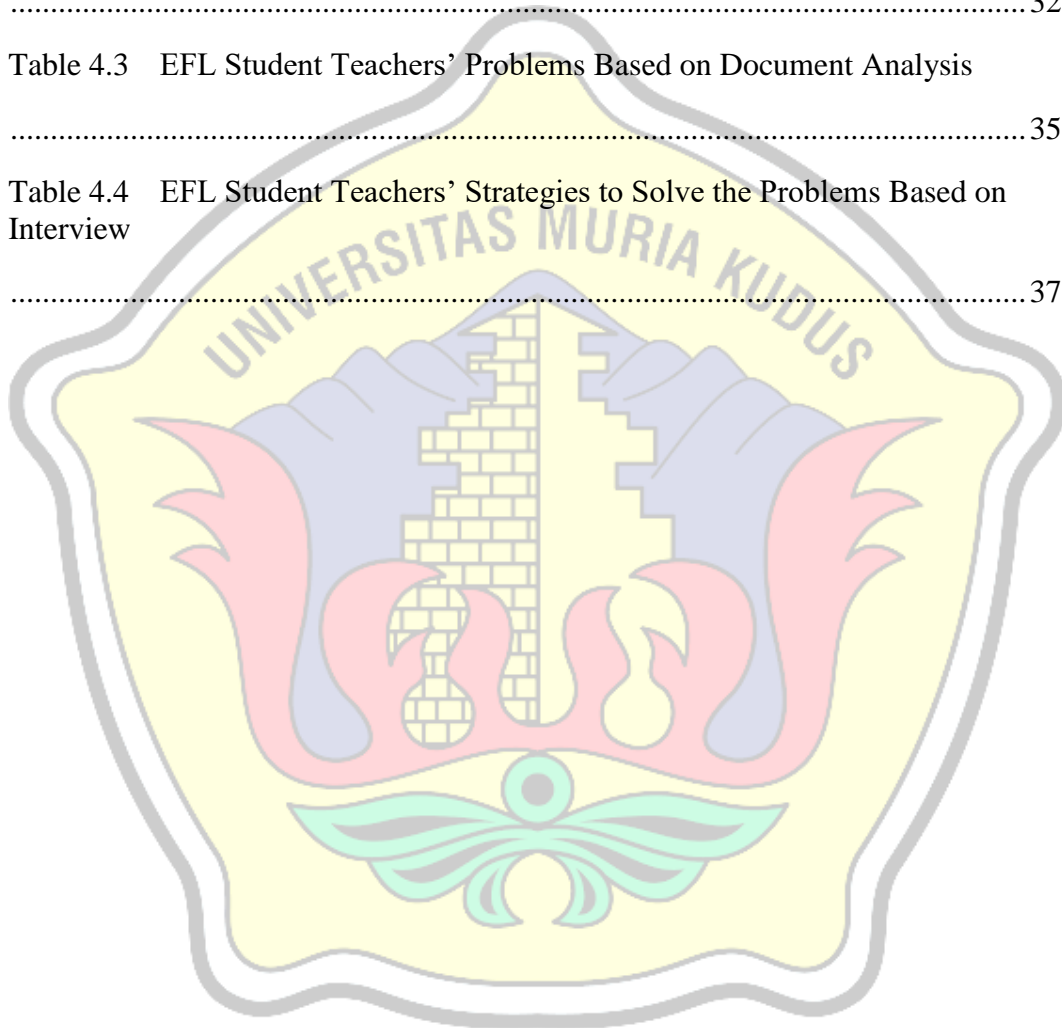 ........................................................................................................... 32
Table 4.3 EFL Student Teachers’ Problems Based on Document Analysis
........................................................................................................... 35
Table 4.4 EFL Student Teachers’ Strategies to Solve the Problems Based on
Interview
........................................................................................................... 37
UNIVERSITAS MURIA KUDUS